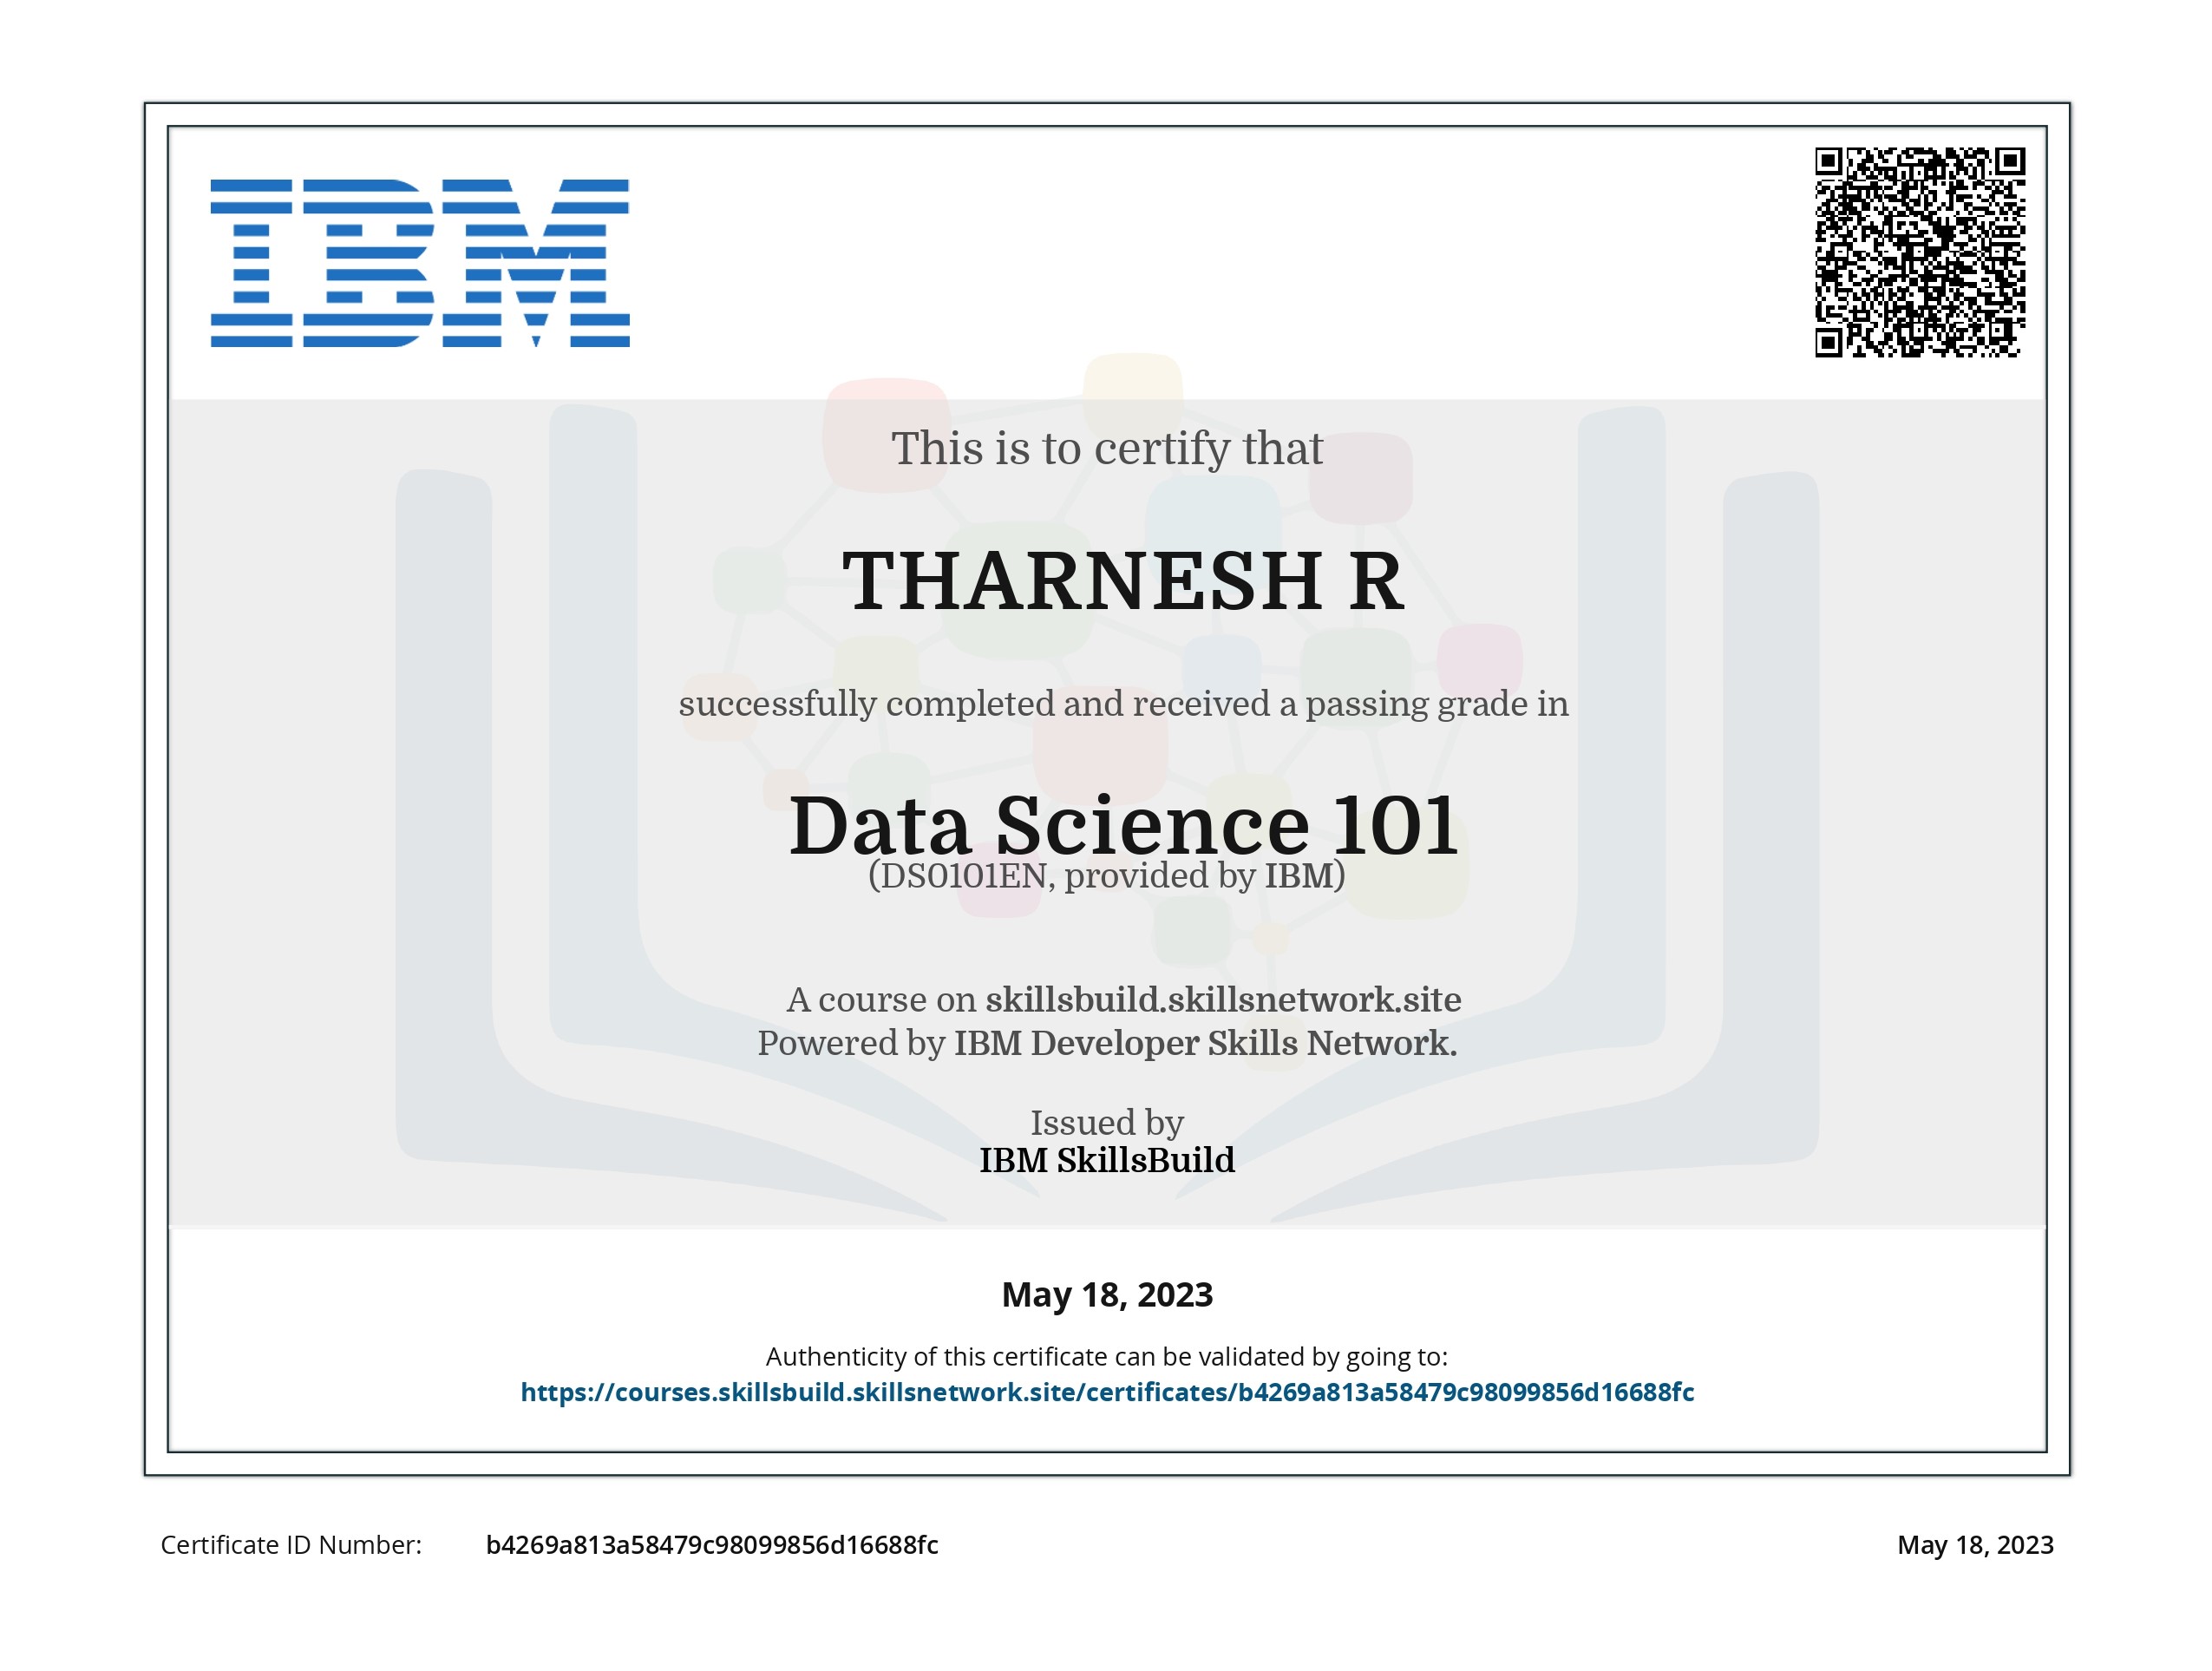 IBM
This is to certify that
THARNESH R
successfully completed and received a passing grade in
Data Science 101
(DS0101EN, provided by IBM)
A course on skillsbuild.skillsnetwork.site
Powered by IBM Developer Skills Network.
Issued by
IBM SkillsBuild
May 18, 2023
Authenticity of this certificate can be validated by going to:
https://courses.skillsbuild.skillsnetwork.site/certificates/b4269a813a58479c98099856d16688fc
Certificate ID Number: b4269a813a58479c98099856d16688fc May 18, 2023